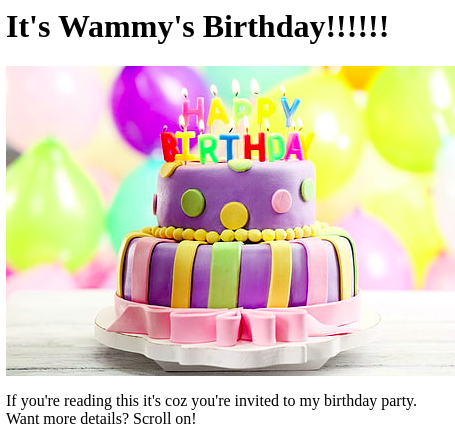 It's Wammy's Birthday!!!!!!
HAPPY
BIRTHDAY
If you're reading this it's coz you're invited to my birthday party.
Want more details? Scroll on!